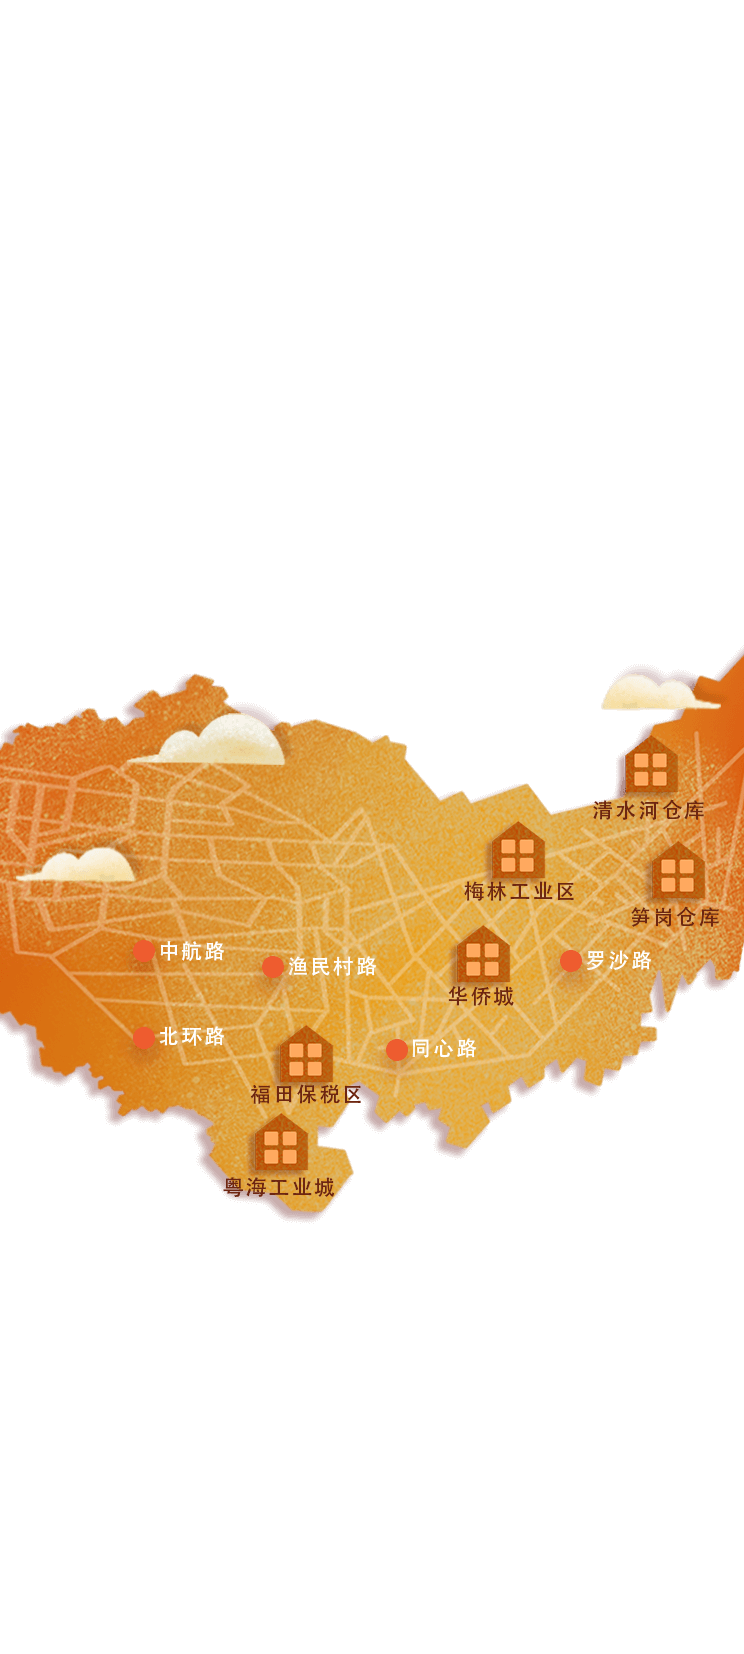 清水河仓库
梅林工业区
笋岗仓库
中航路
渔民村路
罗沙路
华侨城
北环路
同心路
福田保税区
粤海工业城